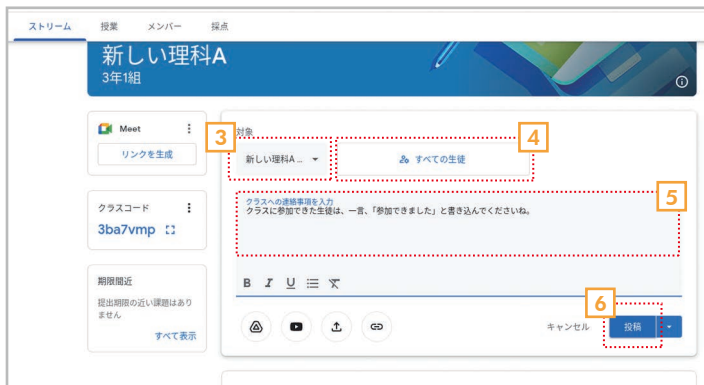 ストリーム 授業 メンバー 採点
新しい理科A
3年1組
Meet
リンクを生成
クラスコード
3ba7vmp
期限間近
提出期限の近い課題はあり
ません
すべて表示
対象
3
新しい理科A ...
4
すべての生徒
5
クラスへの連絡事項を入力
クラスに参加できた生徒は、一言、「参加できました」と書き込んでくださいね。
B I U
6
キャンセル 投稿